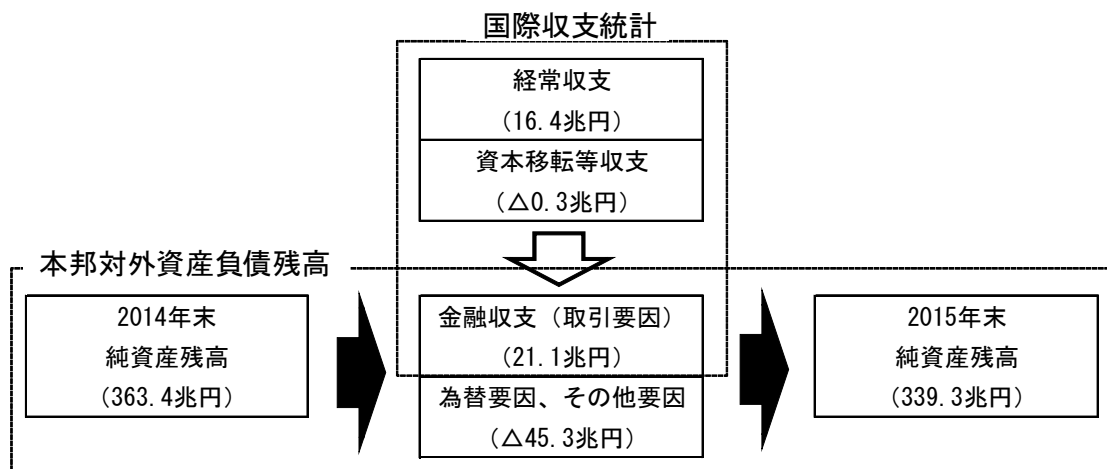 国際収支統計
経常収支
(16.4兆円)
資本移転等収支
(△0.3兆円)
本邦対外資産負債残高
2014年末
純資産残高
(363.4兆円)
金融収支(取引要因)
(21.1兆円)
為替要因、その他要因
(△45.3兆円)
2015年末
純資産残高
(339.3兆円)